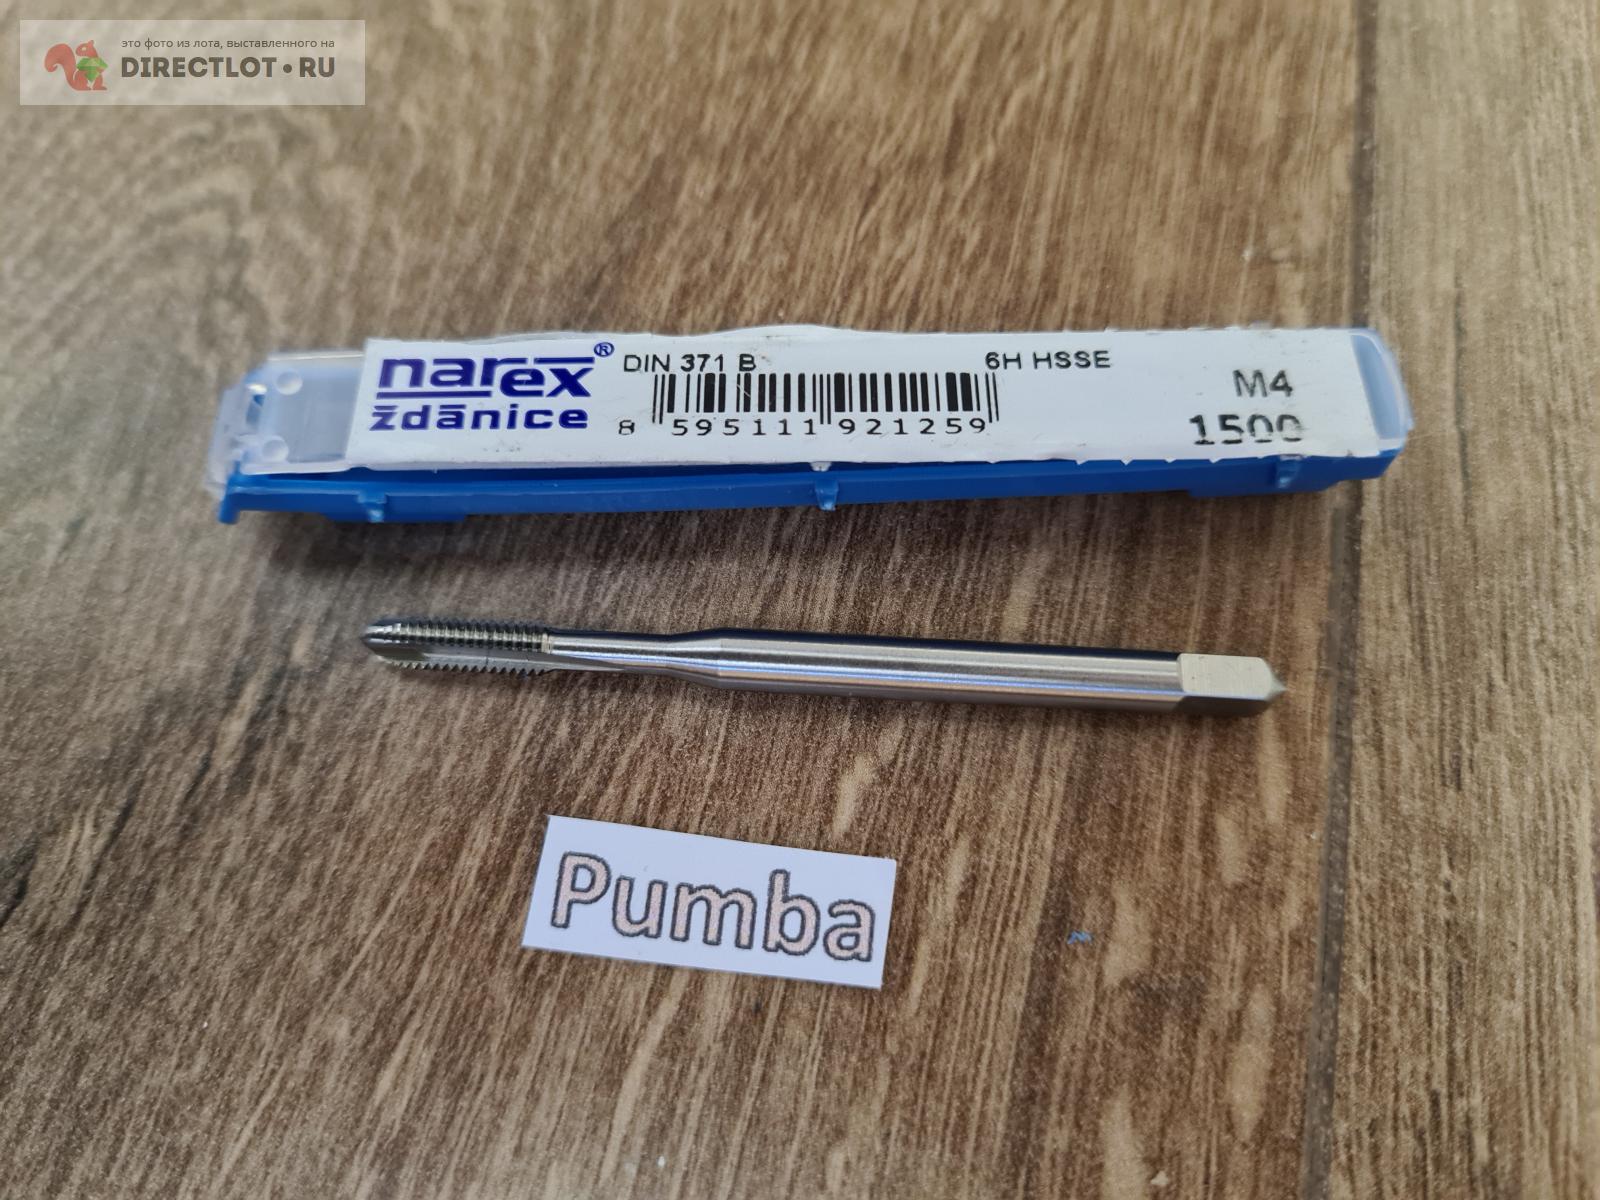 это фото из лота, выставленного на
DIRECTLOT•RU
narex®
ždánice
DIN 371 B
6H HSSE
8 595111 921259
M4
1500
Pumba